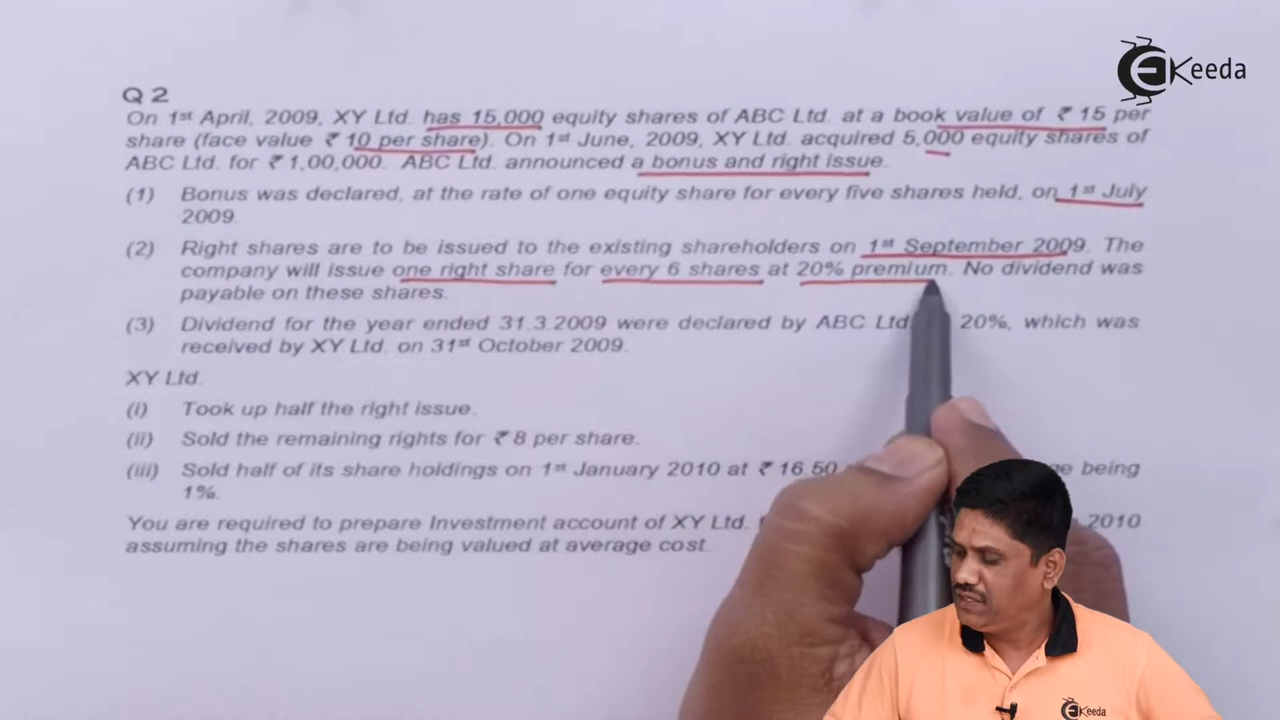 Keeda
Q 2
On 1st April, 2009, XY Ltd. has 15,000 equity shares of ABC Ltd. at a book value of ₹ 15 per
share (face value ₹ 10 per share). On 1st June, 2009, XY Ltd. acquired 5,000 equity shares of
ABC Ltd. for ₹ 1,00,000. ABC Ltd. announced a bonus and right issue.
(1) Bonus was declared, at the rate of one equity share for every five shares held, on 1st July
2009.
(2) Right shares are to be issued to the existing shareholders on 1st September 2009. The
company will issue one right share for every 6 shares at 20% premium. No dividend was
payable on these shares.
(3) Dividend for the year ended 31.3.2009 were declared by ABC Ltd 20%, which was
received by XY Ltd. on 31st October 2009.
XY Ltd.
(i) Took up half the right issue.
(ii) Sold the remaining rights for ₹ 8 per share.
(iii) Sold half of its share holdings on 1st January 2010 at ₹ 16.50 being
1%.
You are required to prepare Investment account of XY Ltd. 2010
assuming the shares are being valued at average cost.
Keeda